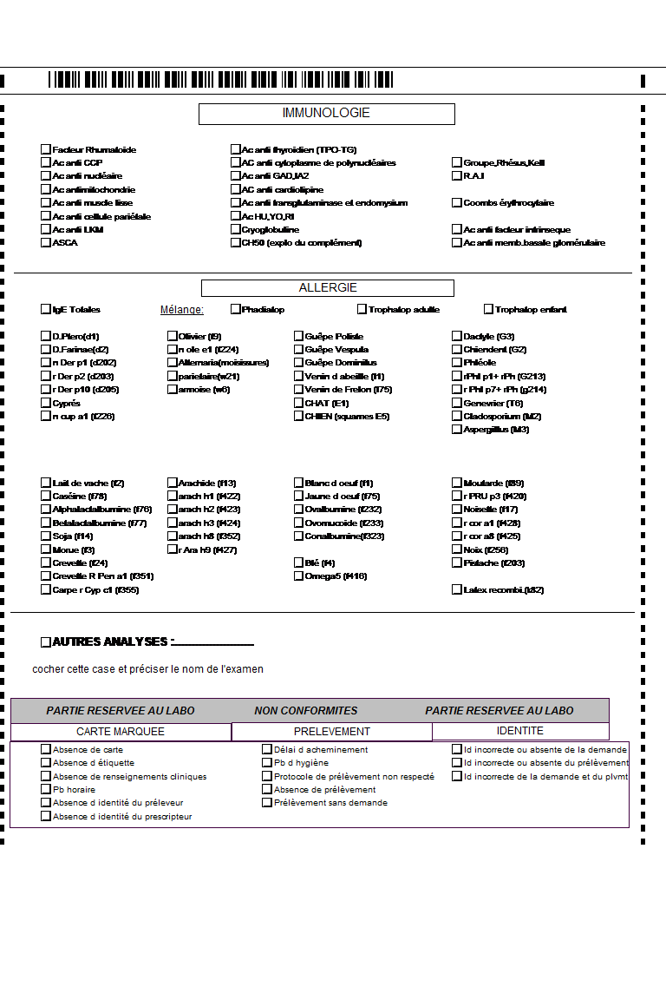 IMMUNOLOGIE
Facteur Rhumatoide Ac anti thyroidien (TPO-TG)
Ac anti CCP AC anti cytoplasme de polynucléaires Groupe,Rhésus,Kell
Ac anti nucléaire Ac anti GAD,IA2 R.A.I
Ac antimitochondrie AC anti cardiolipine
Ac anti muscle lisse Ac anti transglutaminase et endomysium Coombs érythrocytaire
Ac anti cellule pariétale Ac HU,YO,RI
Ac anti LKM Cryoglobuline Ac anti facteur intrinseque
ASCA CH50 (explo du complément) Ac anti memb.basale glomérulaire
ALLERGIE
IgE Totales Mélange: Phadiatop Trophatop adulte Trophatop enfant
D.Ptero(d1) Olivier (t9) Guêpe Poliste Dactyle (G3)
D.Farinae(d2) n ole e1 (t224) Guêpe Vespula Chiendent (G2)
n Der p1 (d202) Alternaria(moisissures) Guêpe Dominilus Phléole
r Der p2 (d203) parietaire(w21) Venin d abeille (I1) rPhl p1+ rPh (G213)
r Der p10 (d205) armoise (w6) Venin de Frelon (I75) r Phl p7+ rPh (g214)
Cyprés CHAT (E1) Genevrier (T6)
n cup a1 (t226) CHIEN (squames E5) Cladosporium (M2)
Aspergillus (M3)
Lait de vache (f2) Arachide (f13) Blanc d oeuf (f1) Moutarde (f89)
Caséine (f78) arach h1 (f422) Jaune d oeuf (f75) r PRU p3 (f420)
Alphalactalbumine (f76) arach h2 (f423) Ovalbumine (f232) Noisette (f17)
Betalactalbumine (f77) arach h3 (f424) Ovomucoide (f233) r cor a1 (f428)
Soja (f14) arach h8 (f352) Conalbumine(f323) r cor a8 (f425)
Morue (f3) r Ara h9 (f427) Noix (f256)
Crevette (f24) Blé (f4) Pistache (f203)
Crevette R Pen a1 (f351) Omega5 (f416)
Carpe r Cyp c1 (f355) Latex recombi.(k82)
AUTRES ANALYSES :
cocher cette case et préciser le nom de l'examen
PARTIE RESERVEE AU LABO NON CONFORMITES PARTIE RESERVEE AU LABO
CARTE MARQUEE PRELEVEMENT IDENTITE
Absence de carte Délai d acheminement Id incorrecte ou absente de la demande
Absence d étiquette Pb d hygiène Id incorrecte ou absente du prélèvement
Absence de renseignements cliniques Protocole de prélèvement non respecté Id incorrecte de la demande et du plvmt
Pb horaire Absence de prélèvement
Absence d identité du préleveur Prélèvement sans demande
Absence d identité du prescripteur